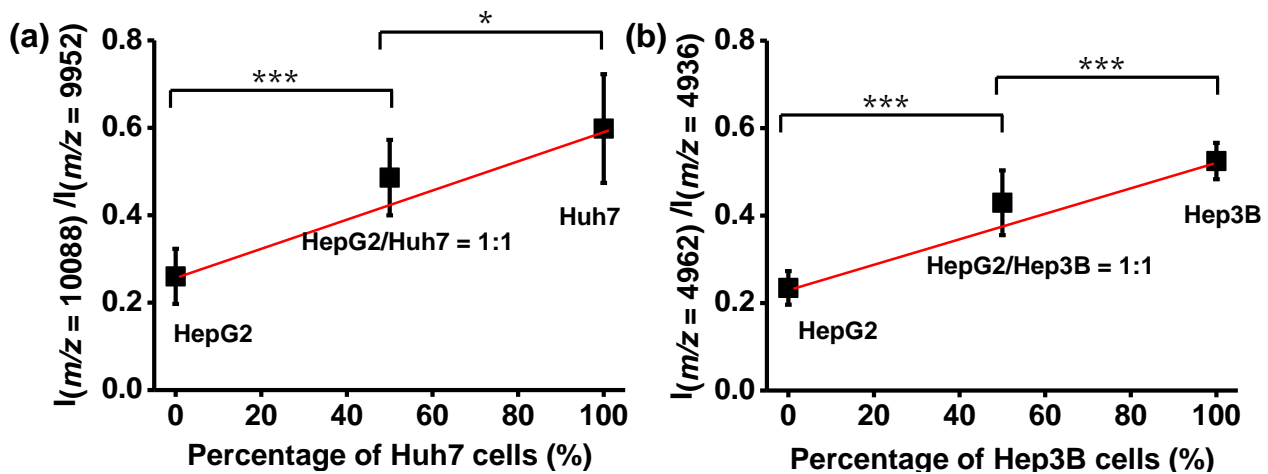 (a)
I(m/z = 10088) /I(m/z = 9952)
0.8
0.6
0.4
0.2
0.0
***
*
HepG2
HepG2/Huh7 = 1:1
Huh7
0 20 40 60 80 100
Percentage of Huh7 cells (%)
(b)
I(m/z = 4962) /I(m/z = 4936)
0.8
0.6
0.4
0.2
0.0
***
***
HepG2
HepG2/Hep3B = 1:1
Hep3B
0 20 40 60 80 100
Percentage of Hep3B cells (%)